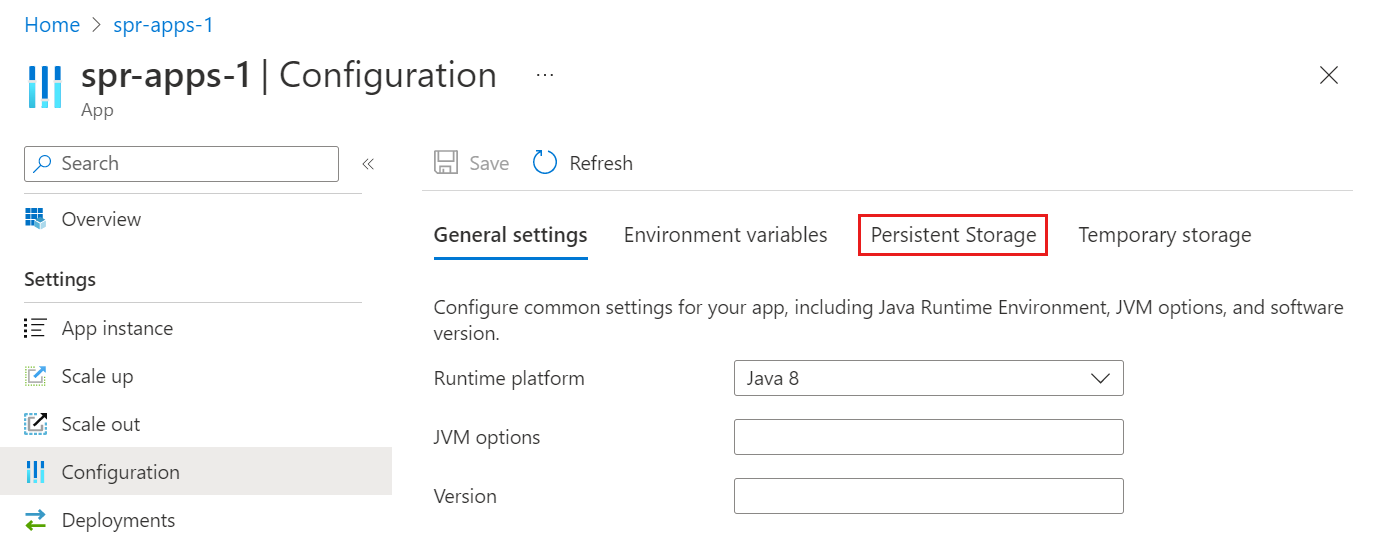 Home > spr-apps-1
spr-apps-1 | Configuration ...
App
Search «
Save Refresh
Overview
General settings Environment variables Persistent Storage Temporary storage
Settings
Configure common settings for your app, including Java Runtime Environment, JVM options, and software
version.
App instance
Scale up
Scale out
Configuration
Deployments
Runtime platform Java 8
JVM options
Version